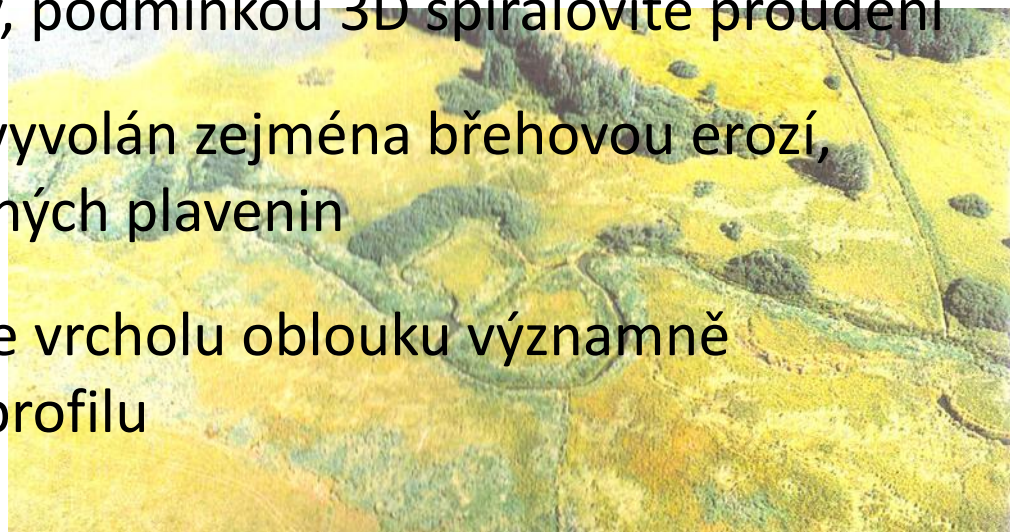 , podmínkou 3D spirálovité proudění
vyvolán zejména břehovou erozí,
ných plavenin
e vrcholu oblouku významně
profilu